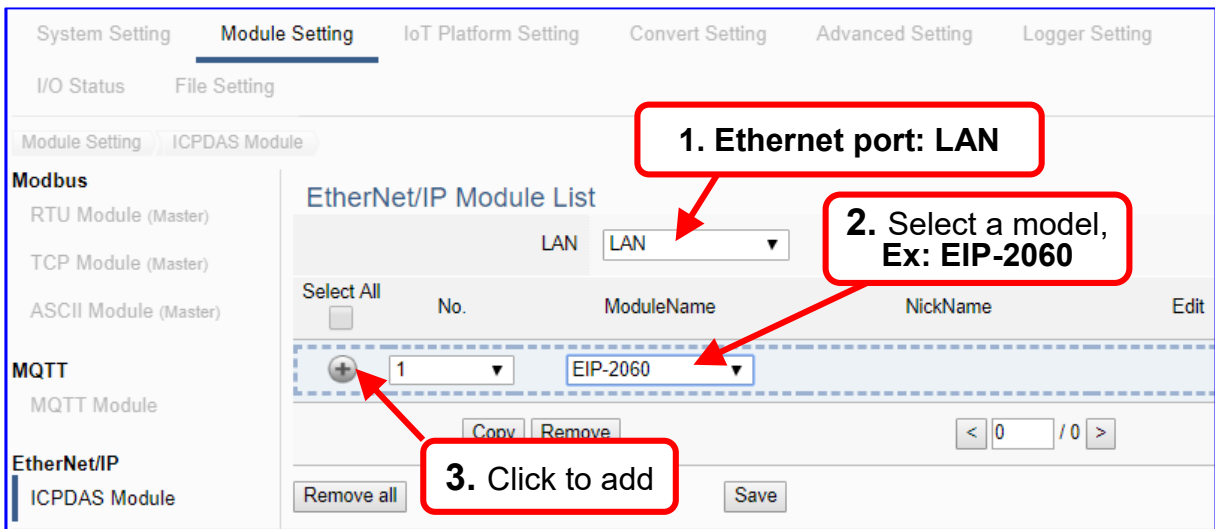 System Setting Module Setting IoT Platform Setting Convert Setting Advanced Setting Logger Setting
I/O Status File Setting
Module Setting ICPDAS Module
1. Ethernet port: LAN
Modbus
RTU Module (Master)
TCP Module (Master)
ASCII Module (Master)
MQTT
MQTT Module
EtherNet/IP
ICPDAS Module
EtherNet/IP Module List
LAN LAN
2. Select a model,
Ex: EIP-2060
Select All No. ModuleName NickName Edit
1 EIP-2060
Copy Remove < 0 / 0 >
3. Click to add
Remove all Save